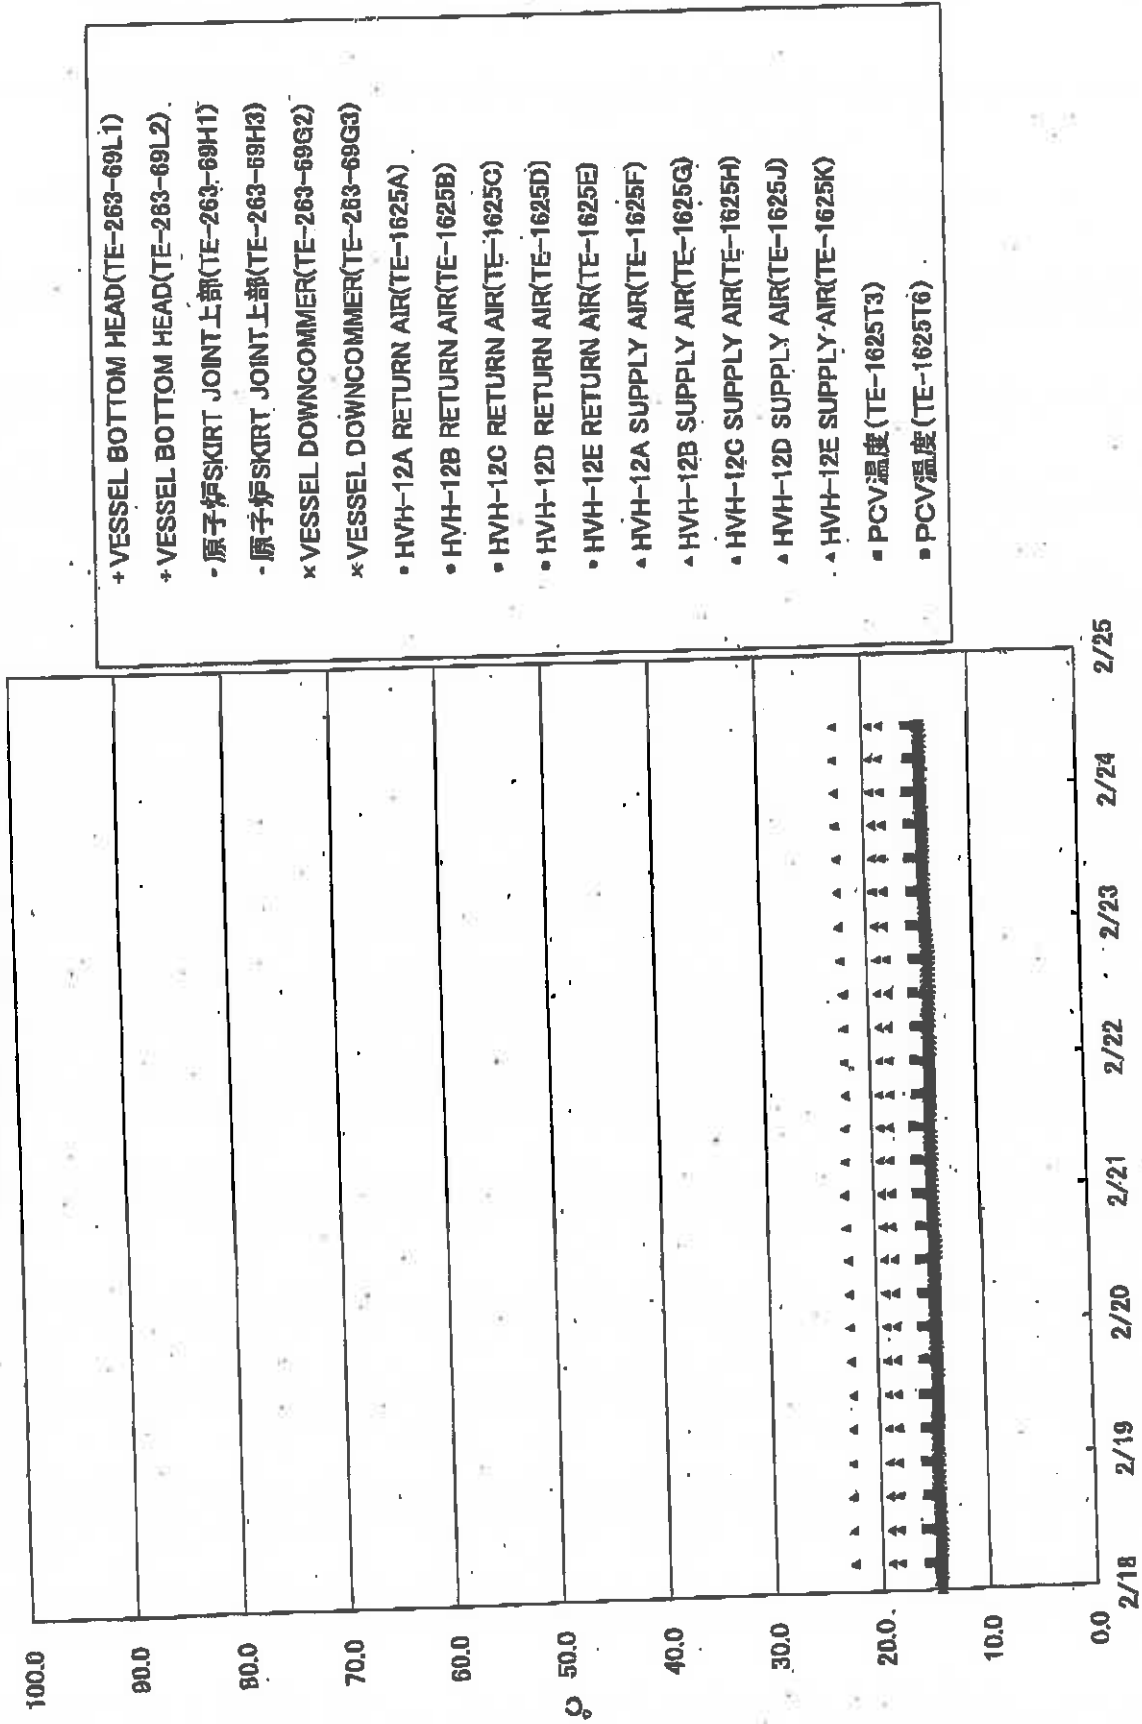 100.0
90.0
80.0
70.0
60.0
50.0
40.0
30.0
20.0
10.0
0.0
℃
2/18
2/19
2/20
2/21
2/22
2/23
2/24
2/25
+ VESSEL BOTTOM HEAD(TE-263-69L1)
+ VESSEL BOTTOM HEAD(TE-263-69L2)
- 原子炉SKIRT JOINT上部(TE-263-69H1)
- 原子炉SKIRT JOINT上部(TE-263-69H3)
× VESSEL DOWNCOMMER(TE-263-69G2)
× VESSEL DOWNCOMMER(TE-263-69G3)
• HVH-12A RETURN AIR(TE-1625A)
• HVH-12B RETURN AIR(TE-1625B)
• HVH-12C RETURN AIR(TE-1625C)
• HVH-12D RETURN AIR(TE-1625D)
• HVH-12E RETURN AIR(TE-1625E)
▲ HVH-12A SUPPLY AIR(TE-1625F)
▲ HVH-12B SUPPLY AIR(TE-1625G)
▲ HVH-12C SUPPLY AIR(TE-1625H)
▲ HVH-12D SUPPLY AIR(TE-1625J)
▲ HVH-12E SUPPLY AIR(TE-1625K)
■ PCV温度(TE-1625T3)
■ PCV温度(TE-1625T6)